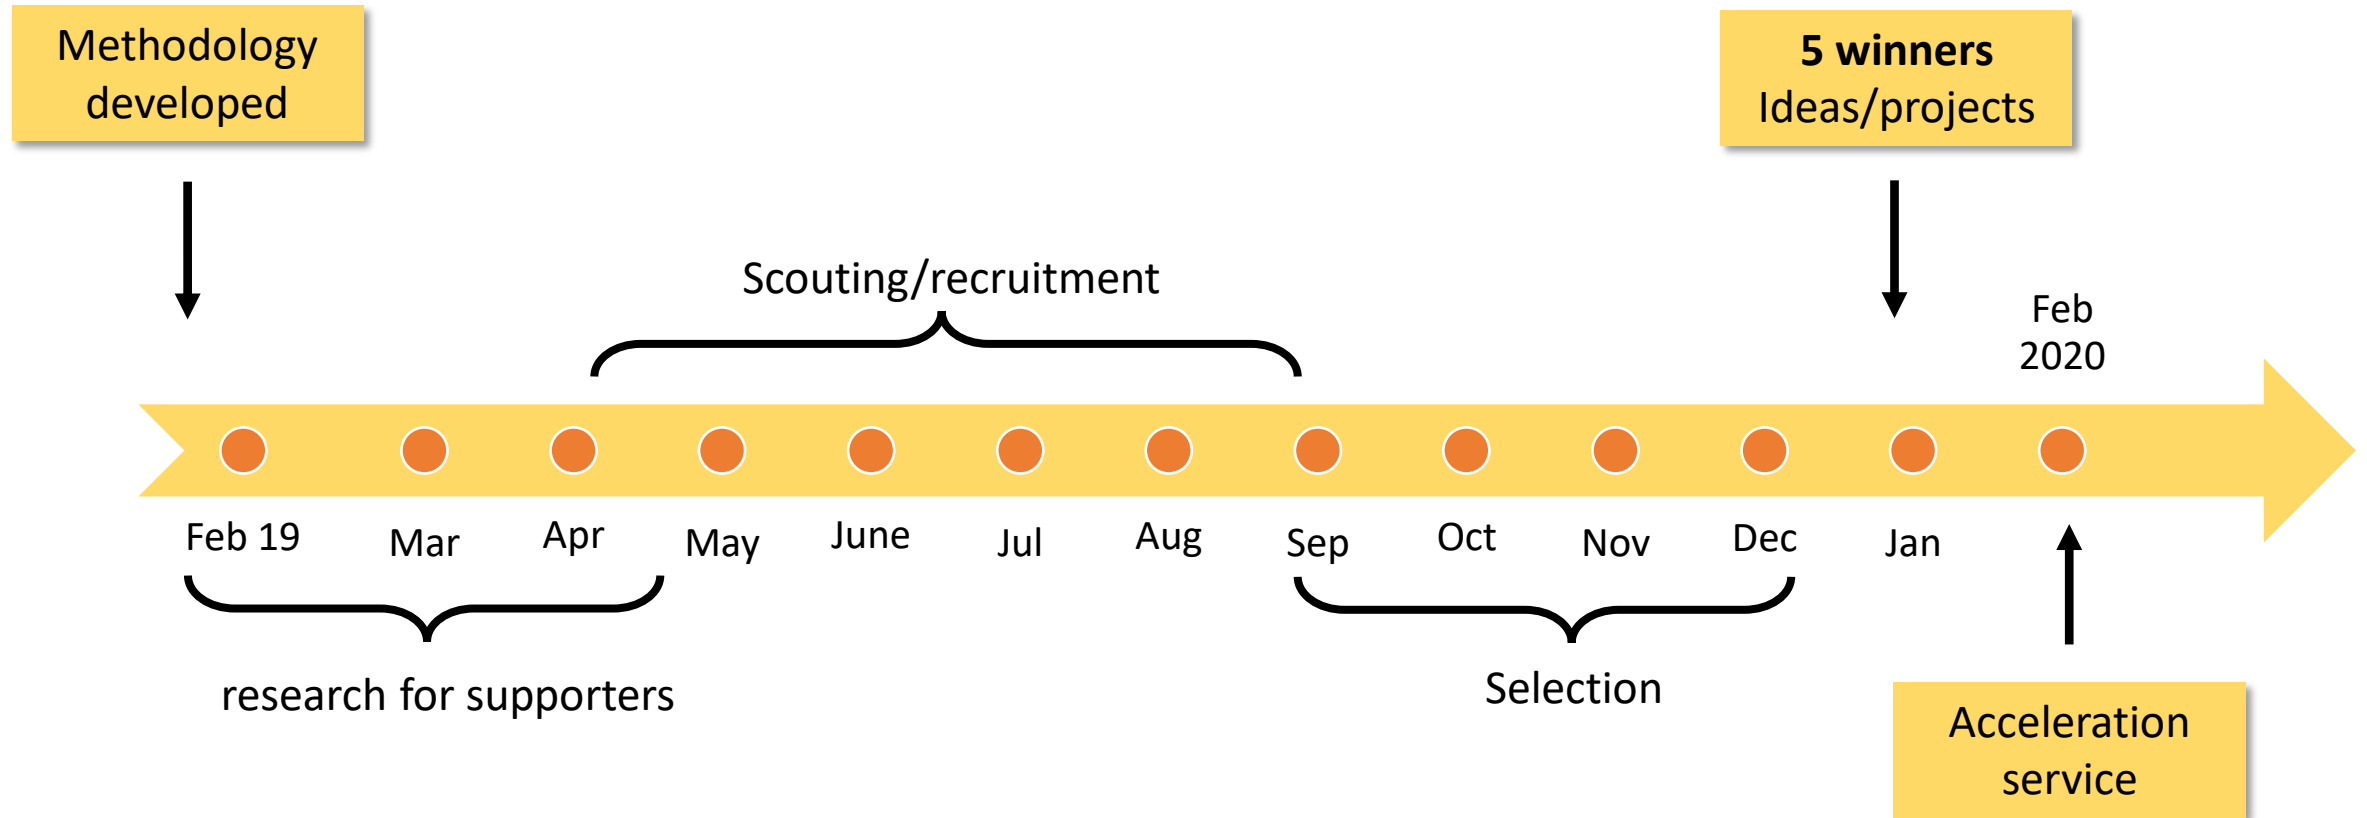 Methodology
developed
5 winners
Ideas/projects
Scouting/recruitment
Feb
2020
Feb 19
Mar
Apr
May
June
Jul
Aug
Sep
Oct
Nov
Dec
Jan
research for supporters
Selection
Acceleration
service